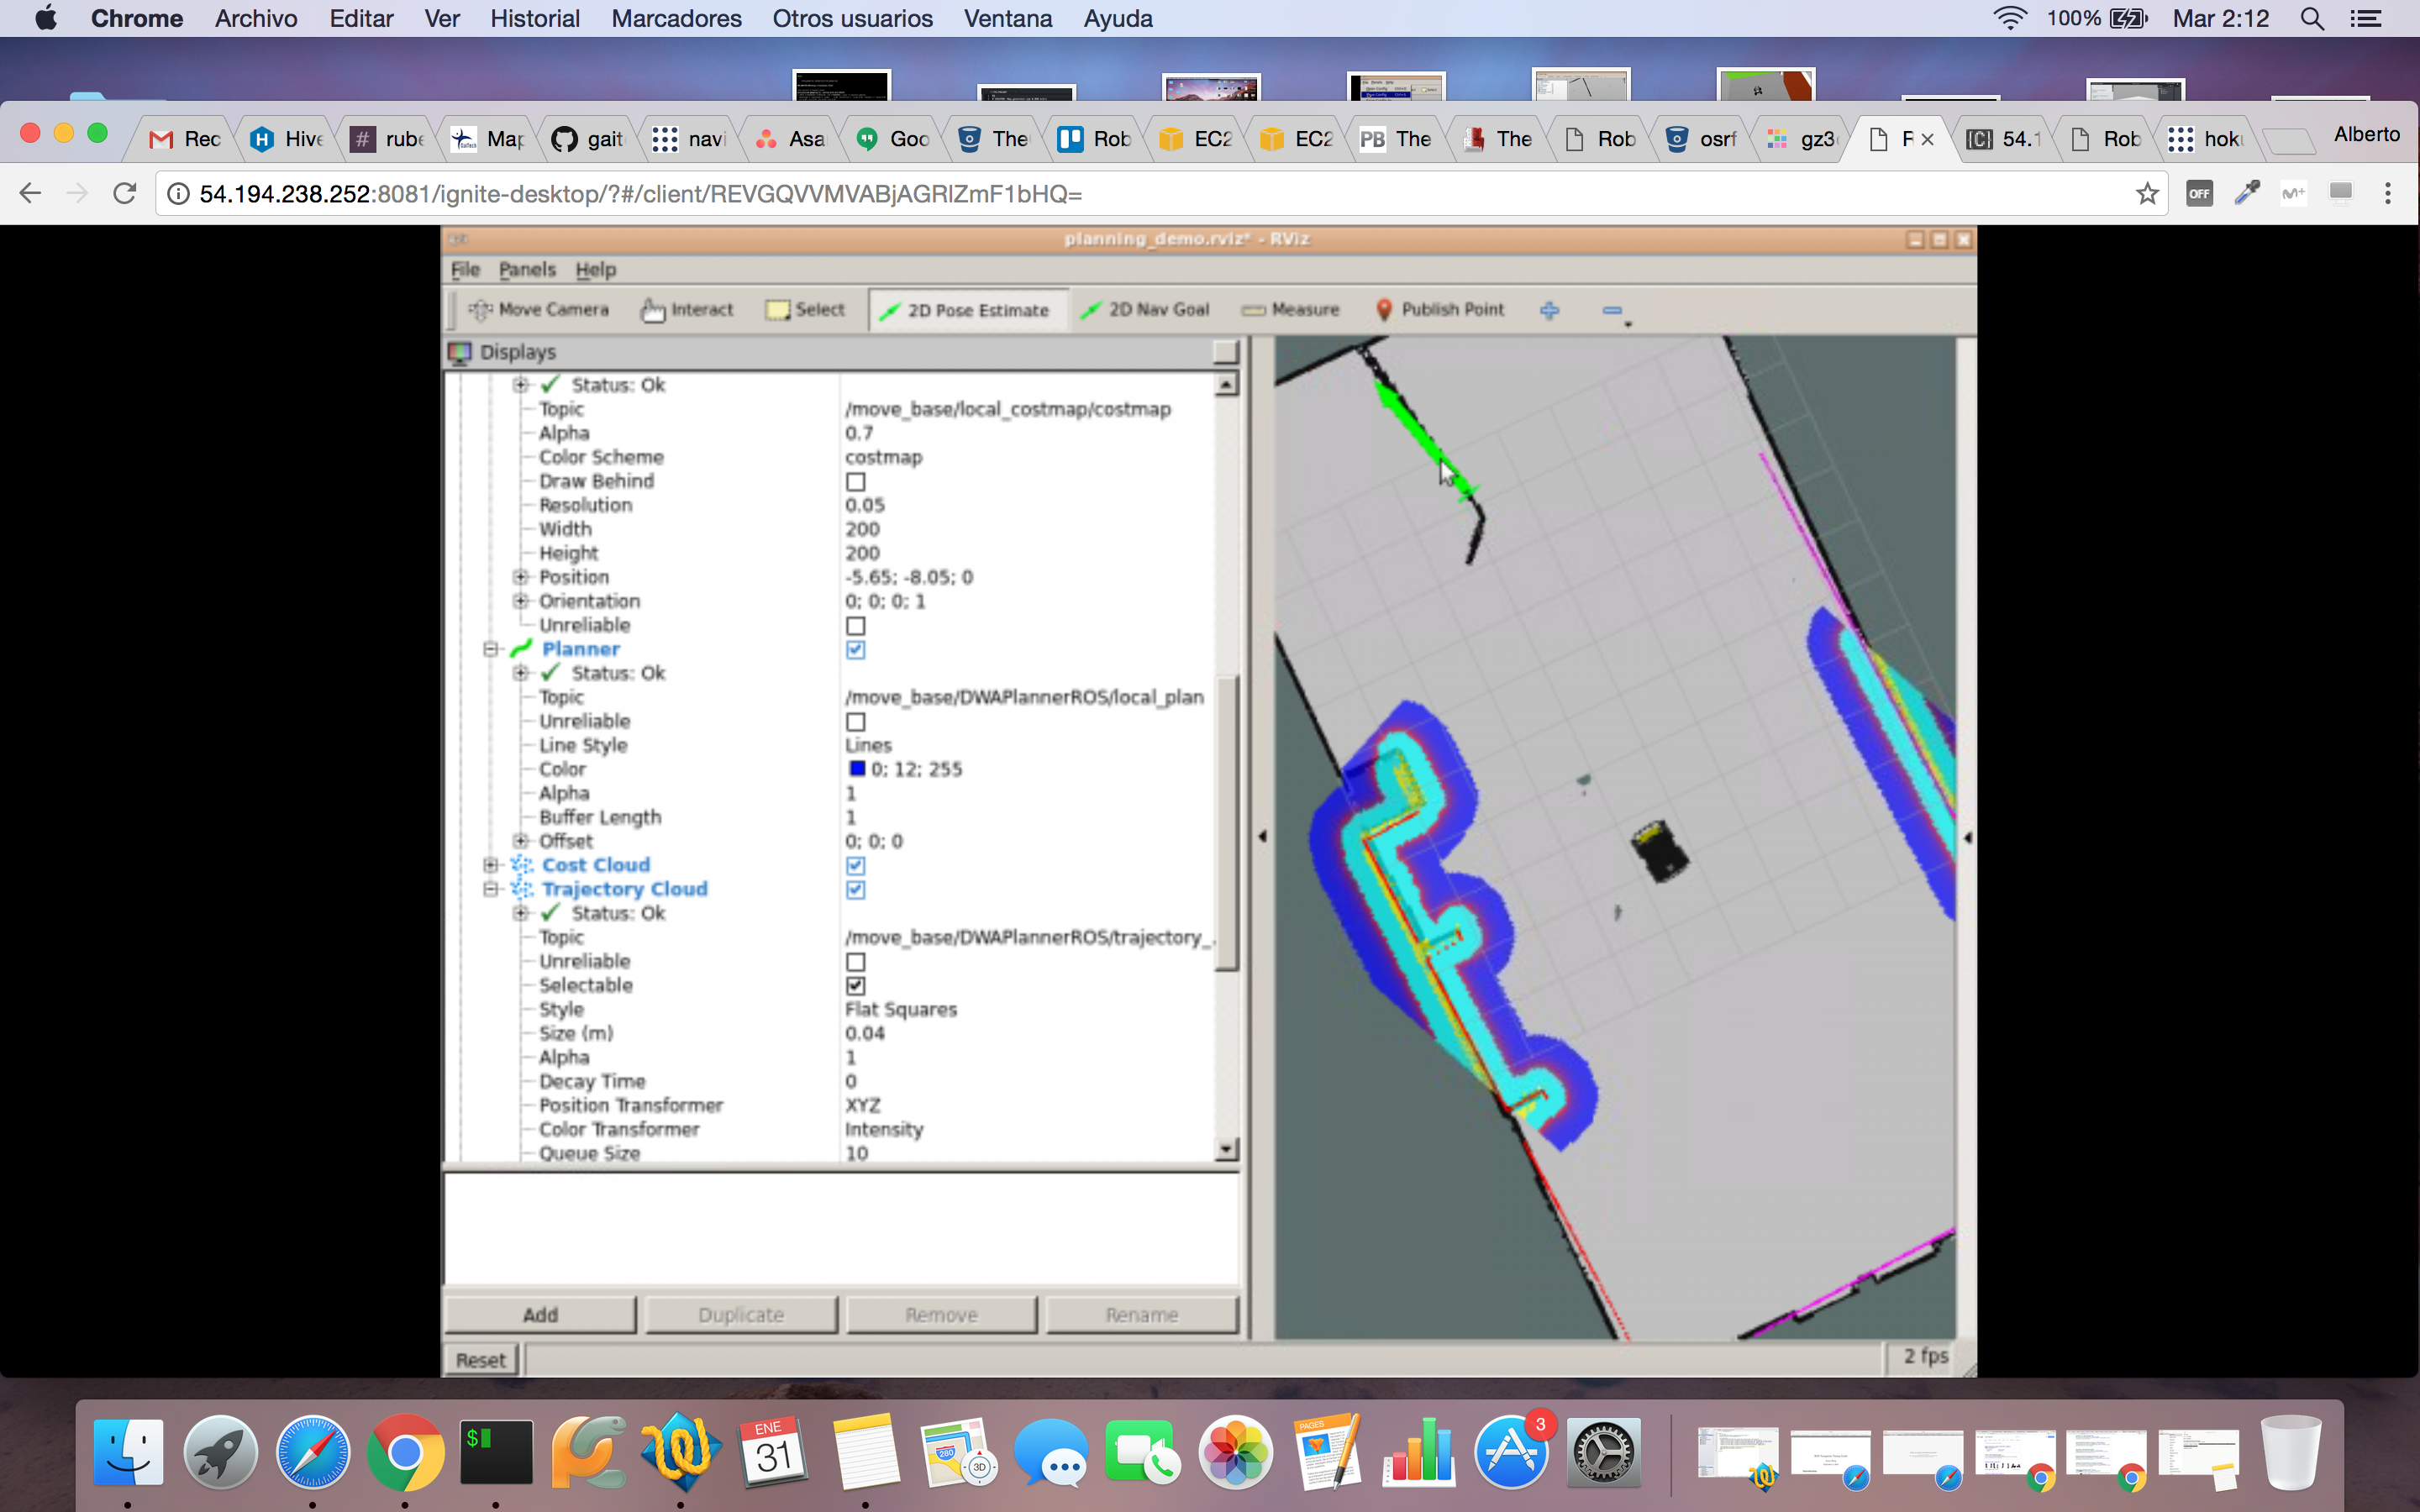 Chrome Archivo Editar Ver Historial Marcadores Otros usuarios Ventana Ayuda 100% Mar 2:12
Rec Hive rube Map gait navi Asa Goo The Rob EC2 EC2 PB The The Rob osrf gz3 R 54.1 Rob hok Alberto
54.194.238.252:8081/ignite-desktop/?#/client/REVGQVVMVABjAGRlZmF1bHQ= OFF
planning_demo.rviz* - RViz
File Panels Help
Move Camera Interact Select 2D Pose Estimate 2D Nav Goal Measure Publish Point
Displays
Status: Ok
Topic /move_base/local_costmap/costmap
Alpha 0.7
Color Scheme costmap
Draw Behind
Resolution 0.05
Width 200
Height 200
Position -5.65; -8.05; 0
Orientation 0; 0; 0; 1
Unreliable
Planner
Status: Ok
Topic /move_base/DWAPlannerROS/local_plan
Unreliable
Line Style Lines
Color 0; 12; 255
Alpha 1
Buffer Length 1
Offset 0; 0; 0
Cost Cloud
Trajectory Cloud
Status: Ok
Topic /move_base/DWAPlannerROS/trajectory_
Unreliable
Selectable
Style Flat Squares
Size (m) 0.04
Alpha 1
Decay Time 0
Position Transformer XYZ
Color Transformer Intensity
Queue Size 10
Add Duplicate Remove Rename
Reset 2 fps
ENE
31
280
3D
PAGES
3